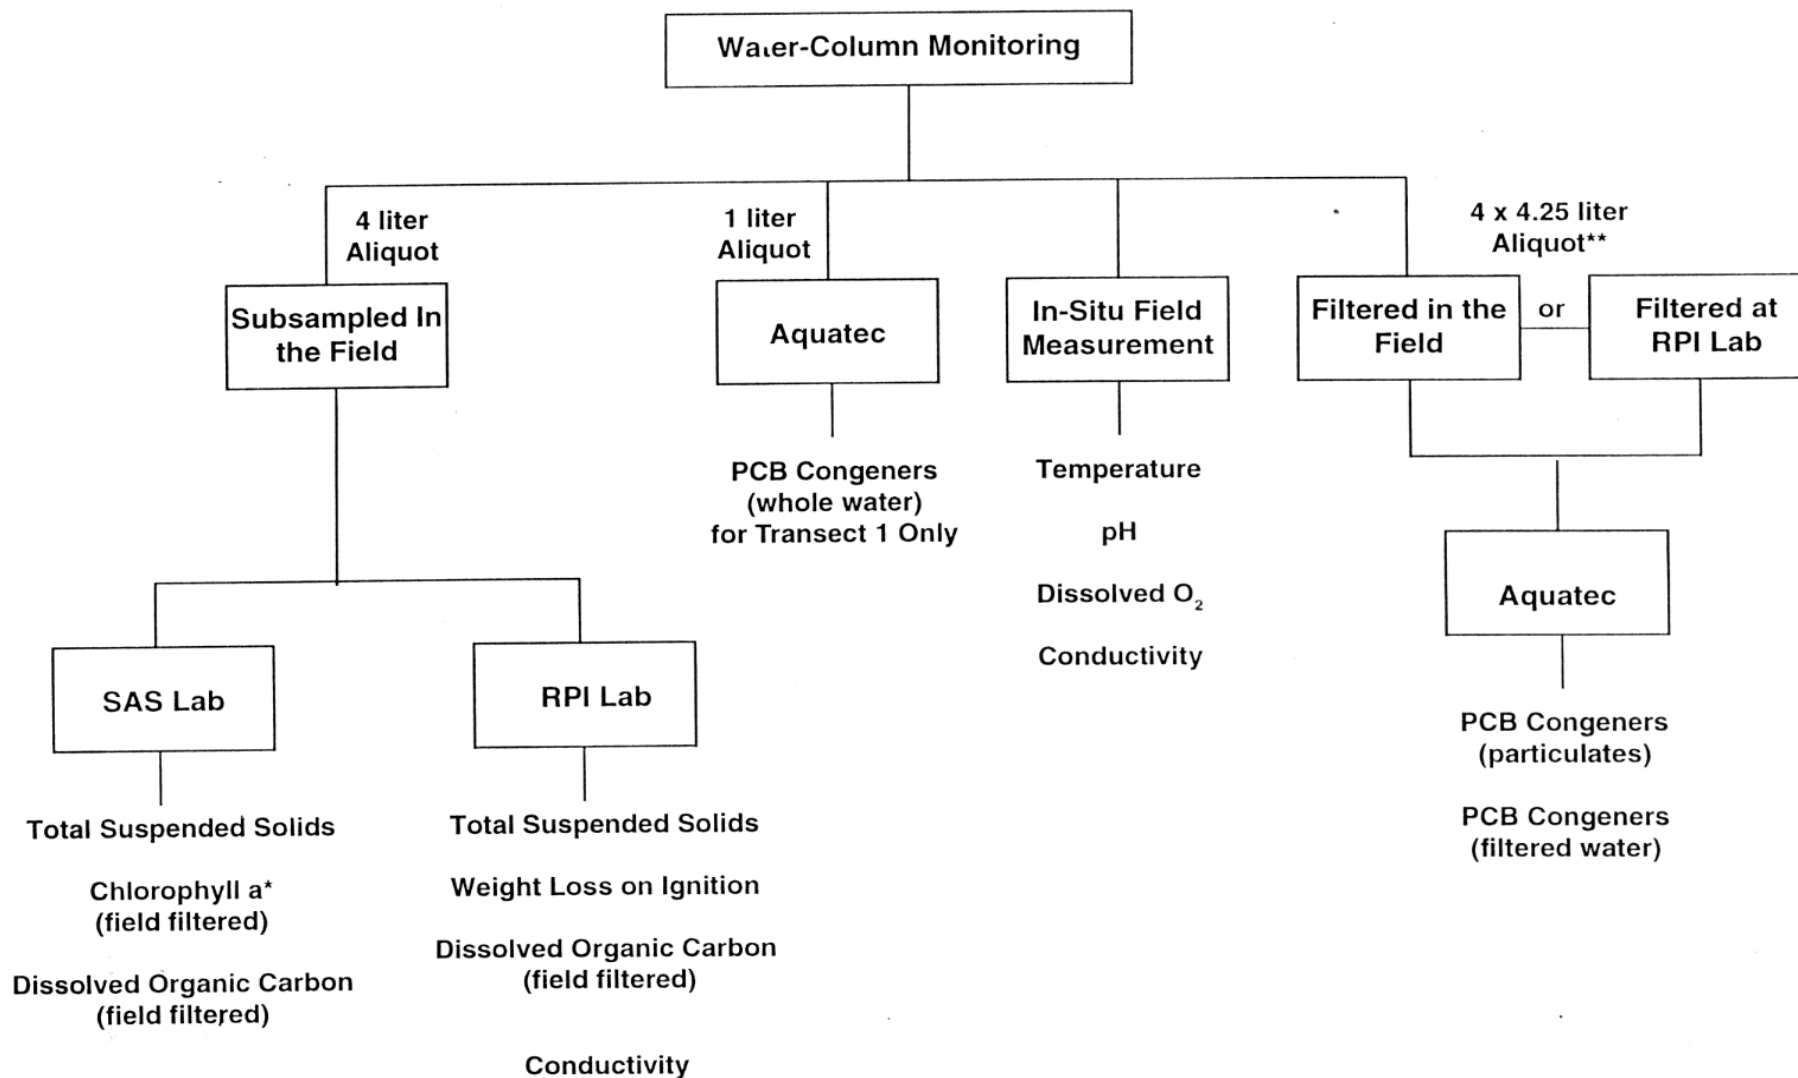 Water-Column Monitoring
4 liter
Aliquot
1 liter
Aliquot
4 x 4.25 liter
Aliquot**
Subsampled In
the Field
Aquatec
In-Situ Field
Measurement
Filtered in the
Field
or
Filtered at
RPI Lab
PCB Congeners
(whole water)
for Transect 1 Only
Temperature
pH
Dissolved O₂
Conductivity
Aquatec
PCB Congeners
(particulates)
PCB Congeners
(filtered water)
SAS Lab
RPI Lab
Total Suspended Solids
Chlorophyll a*
(field filtered)
Dissolved Organic Carbon
(field filtered)
Total Suspended Solids
Weight Loss on Ignition
Dissolved Organic Carbon
(field filtered)
Conductivity